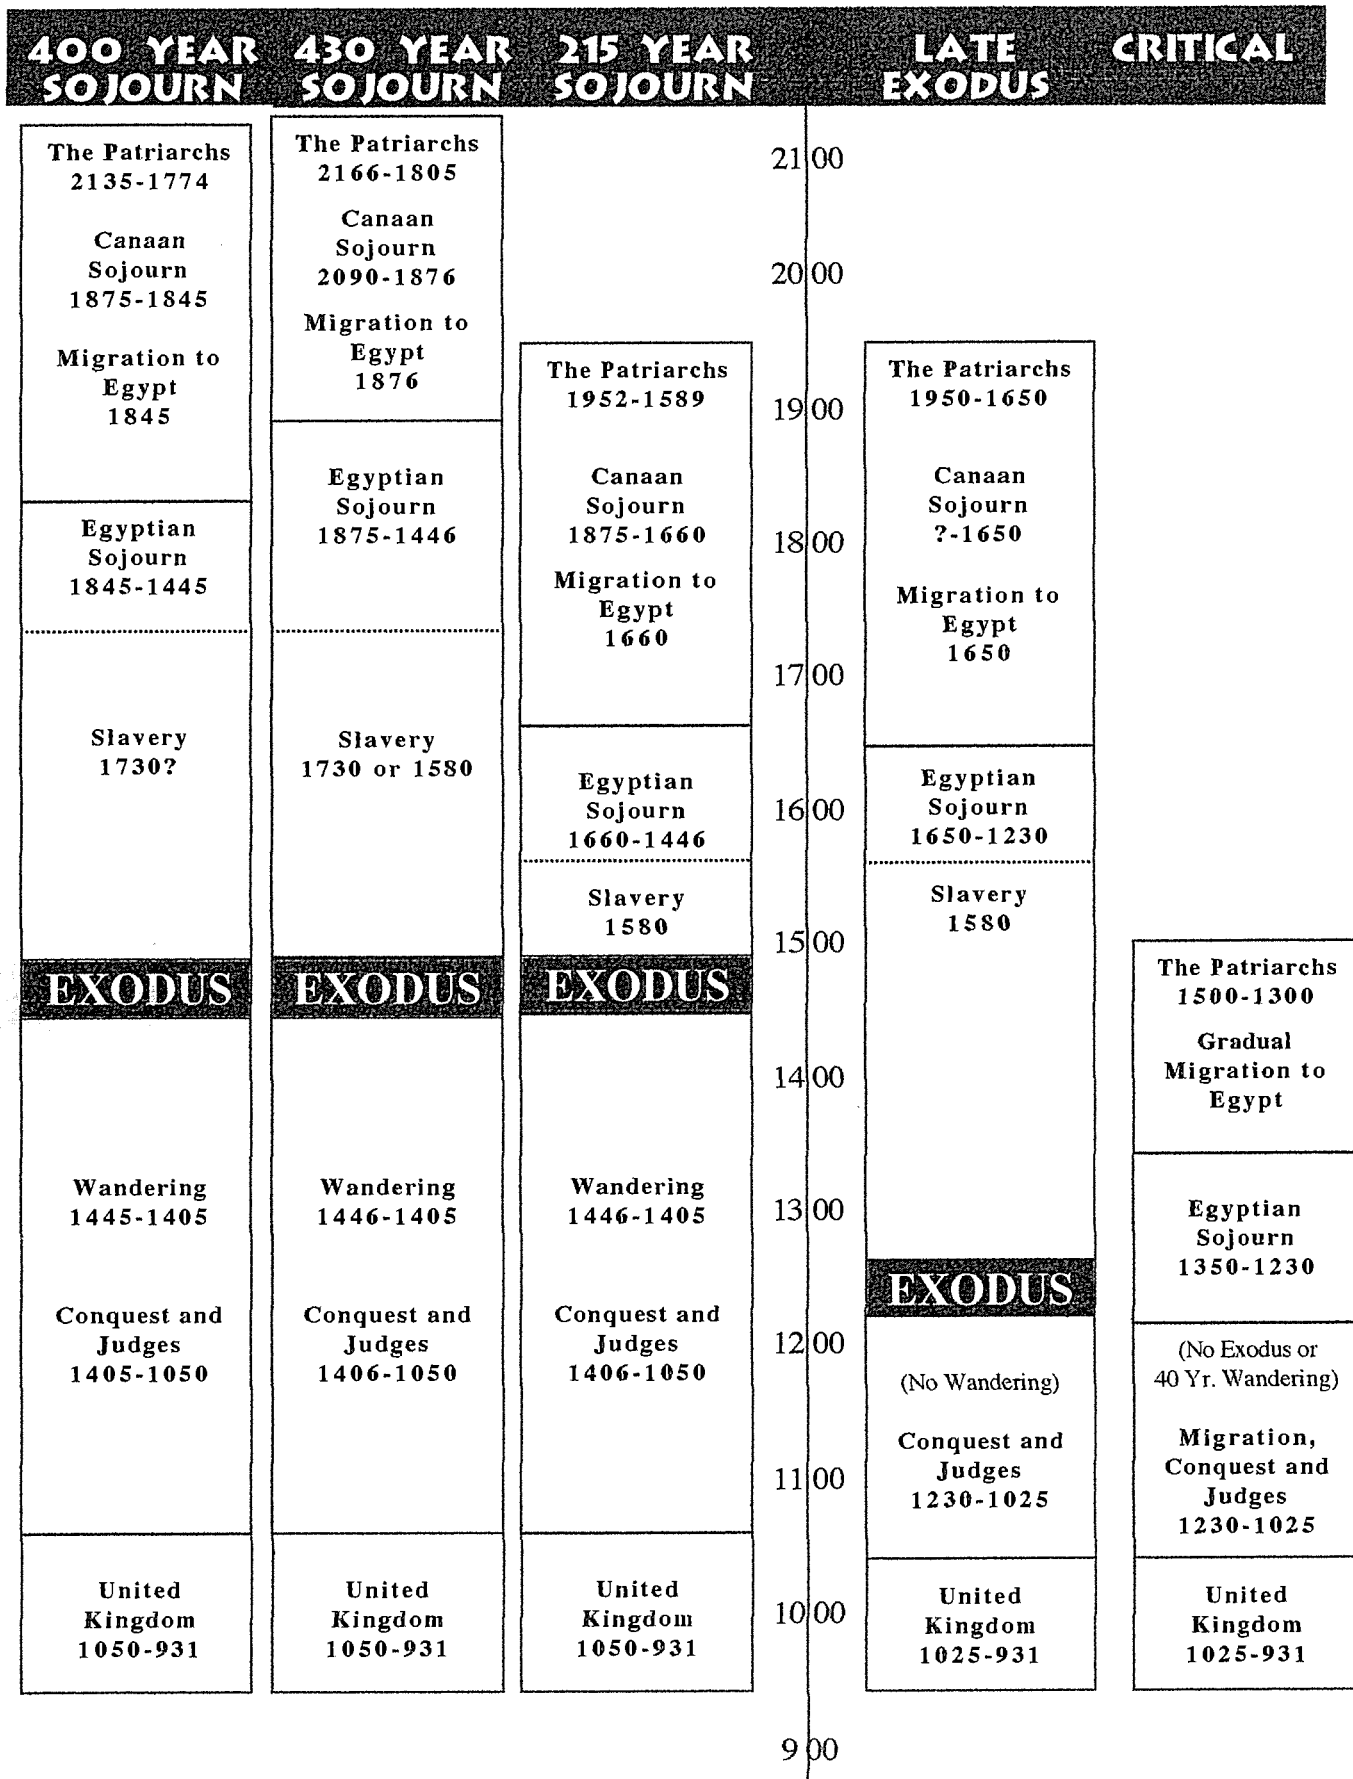 400 YEAR
SOJOURN
430 YEAR
SOJOURN
215 YEAR
SOJOURN
LATE
EXODUS
CRITICAL
The Patriarchs
2135-1774
Canaan
Sojourn
1875-1845
Migration to
Egypt
1845
Egyptian
Sojourn
1845-1445
Slavery
1730?
EXODUS
Wandering
1445-1405
Conquest and
Judges
1405-1050
United
Kingdom
1050-931
The Patriarchs
2166-1805
Canaan
Sojourn
2090-1876
Migration to
Egypt
1876
Egyptian
Sojourn
1875-1446
Slavery
1730 or 1580
EXODUS
Wandering
1446-1405
Conquest and
Judges
1406-1050
United
Kingdom
1050-931
The Patriarchs
1952-1589
Canaan
Sojourn
1875-1660
Migration to
Egypt
1660
Egyptian
Sojourn
1660-1446
Slavery
1580
EXODUS
Wandering
1446-1405
Conquest and
Judges
1406-1050
United
Kingdom
1050-931
2100
2000
1900
1800
1700
1600
1500
1400
1300
1200
1100
1000
900
The Patriarchs
1950-1650
Canaan
Sojourn
?-1650
Migration to
Egypt
1650
Egyptian
Sojourn
1650-1230
Slavery
1580
EXODUS
(No Wandering)
Conquest and
Judges
1230-1025
United
Kingdom
1025-931
The Patriarchs
1500-1300
Gradual
Migration to
Egypt
Egyptian
Sojourn
1350-1230
(No Exodus or
40 Yr. Wandering)
Migration,
Conquest and
Judges
1230-1025
United
Kingdom
1025-931